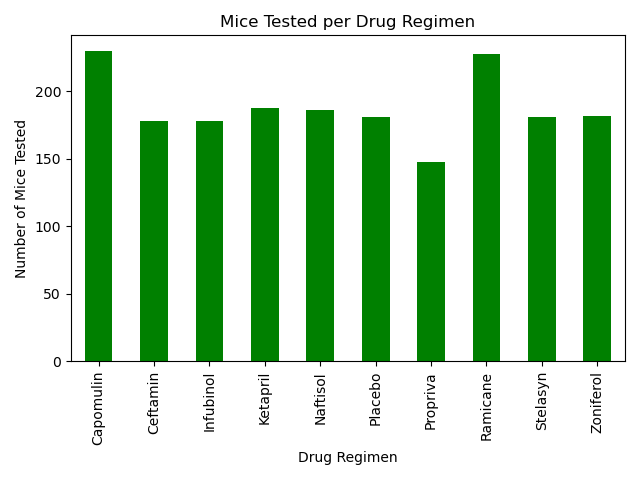 Mice Tested per Drug Regimen
Number of Mice Tested
200
150
100
50
0
Capomulin
Ceftamin
Infubinol
Ketapril
Naftisol
Placebo
Propriva
Ramicane
Stelasyn
Zoniferol
Drug Regimen